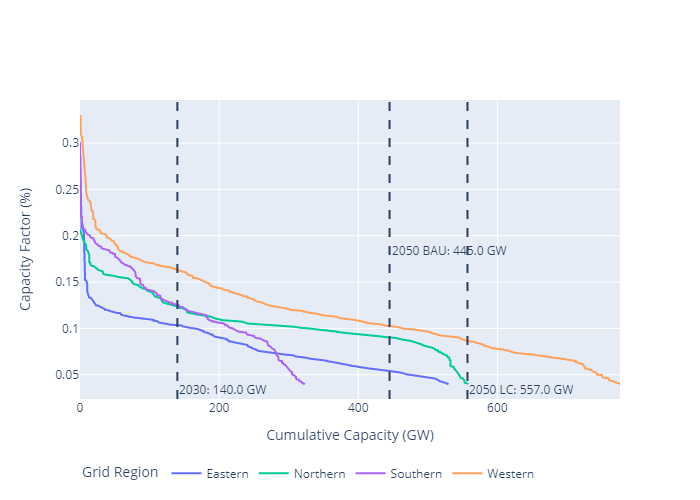 Capacity Factor (%)
0.3
0.25
0.2
0.15
0.1
0.05
2050 BAU: 445.0 GW
2030: 140.0 GW
2050 LC: 557.0 GW
0
200
400
600
Cumulative Capacity (GW)
Grid Region
Eastern
Northern
Southern
Western